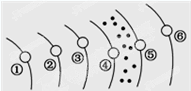 ① ② ③ ④ ⑤ ⑥